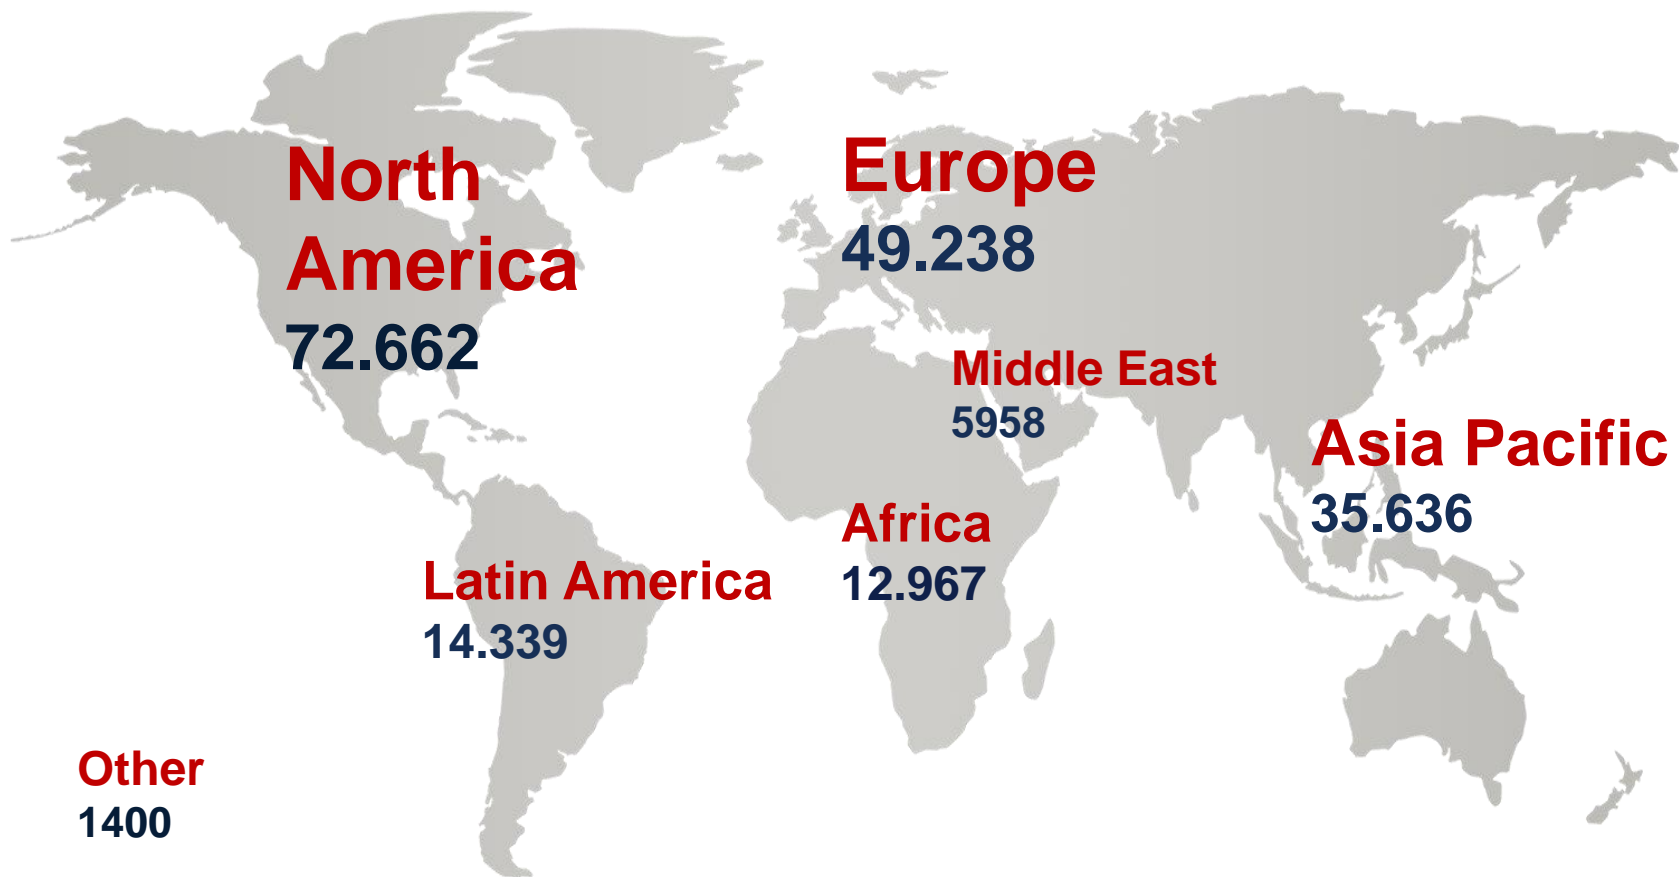 North
America
72.662
Europe
49.238
Middle East
5958
Asia Pacific
35.636
Africa
12.967
Latin America
14.339
Other
1400